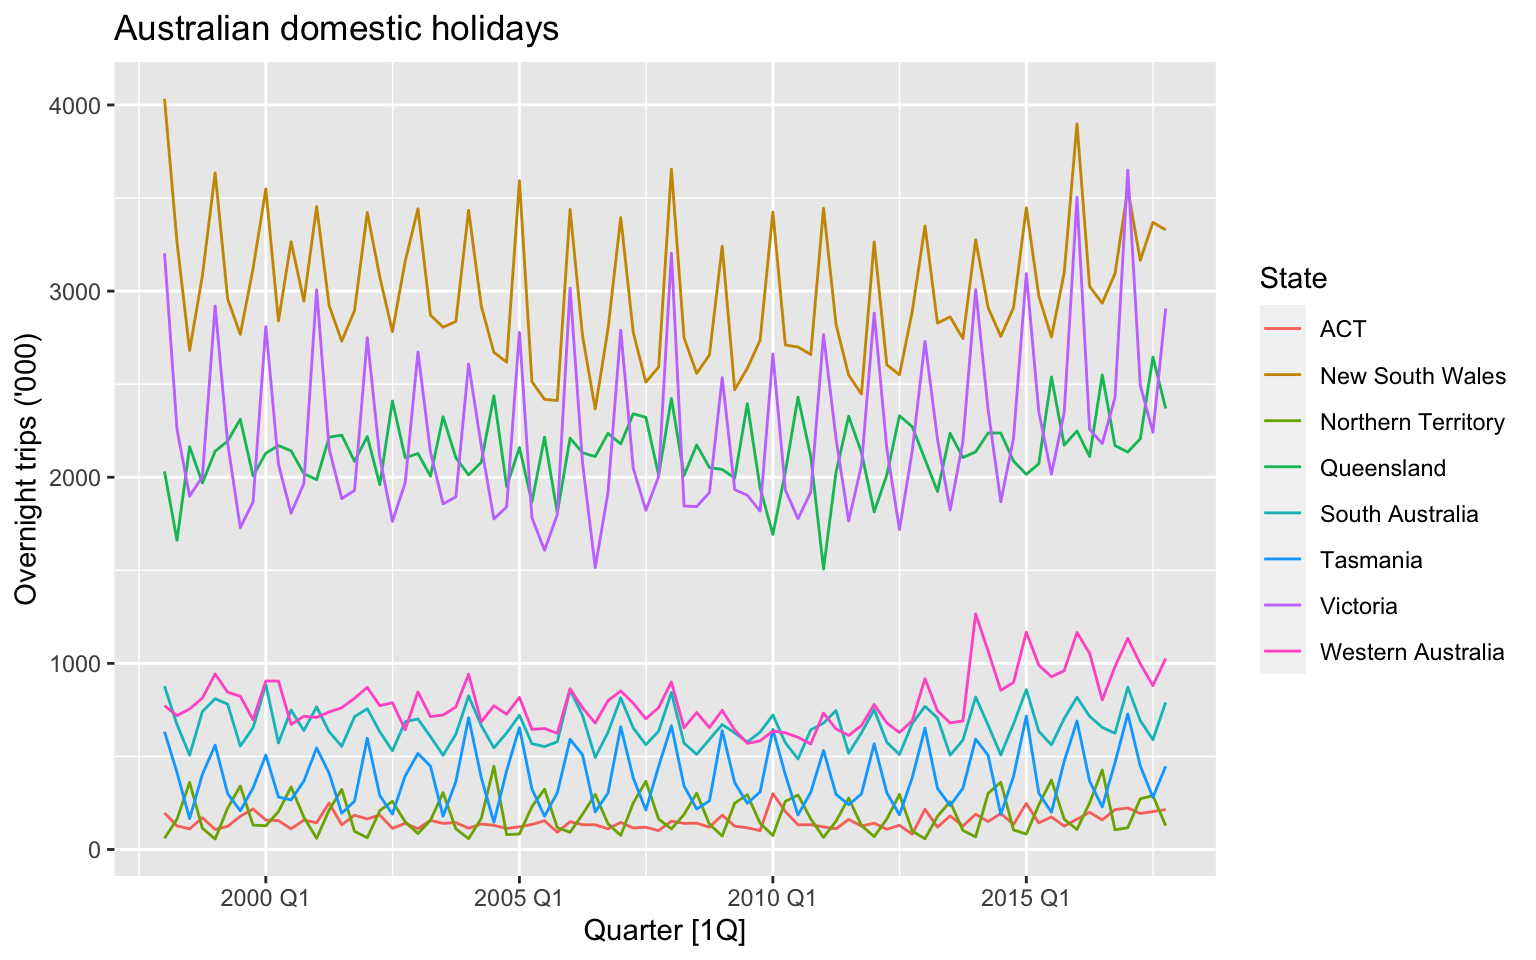 Australian domestic holidays
Overnight trips ('000)
4000
3000
2000
1000
0
2000 Q1
2005 Q1
2010 Q1
2015 Q1
Quarter [1Q]
State
ACT
New South Wales
Northern Territory
Queensland
South Australia
Tasmania
Victoria
Western Australia